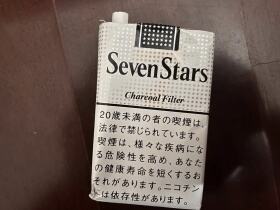 SevenStars
Charcoal Filter
20歳未満の者の喫煙は、
法律で禁じられています。
喫煙は、様々な疾病にな
る危険性を高め、あなた
の健康寿命を短くするお
それがあります。ニコチン
は依存性があります。